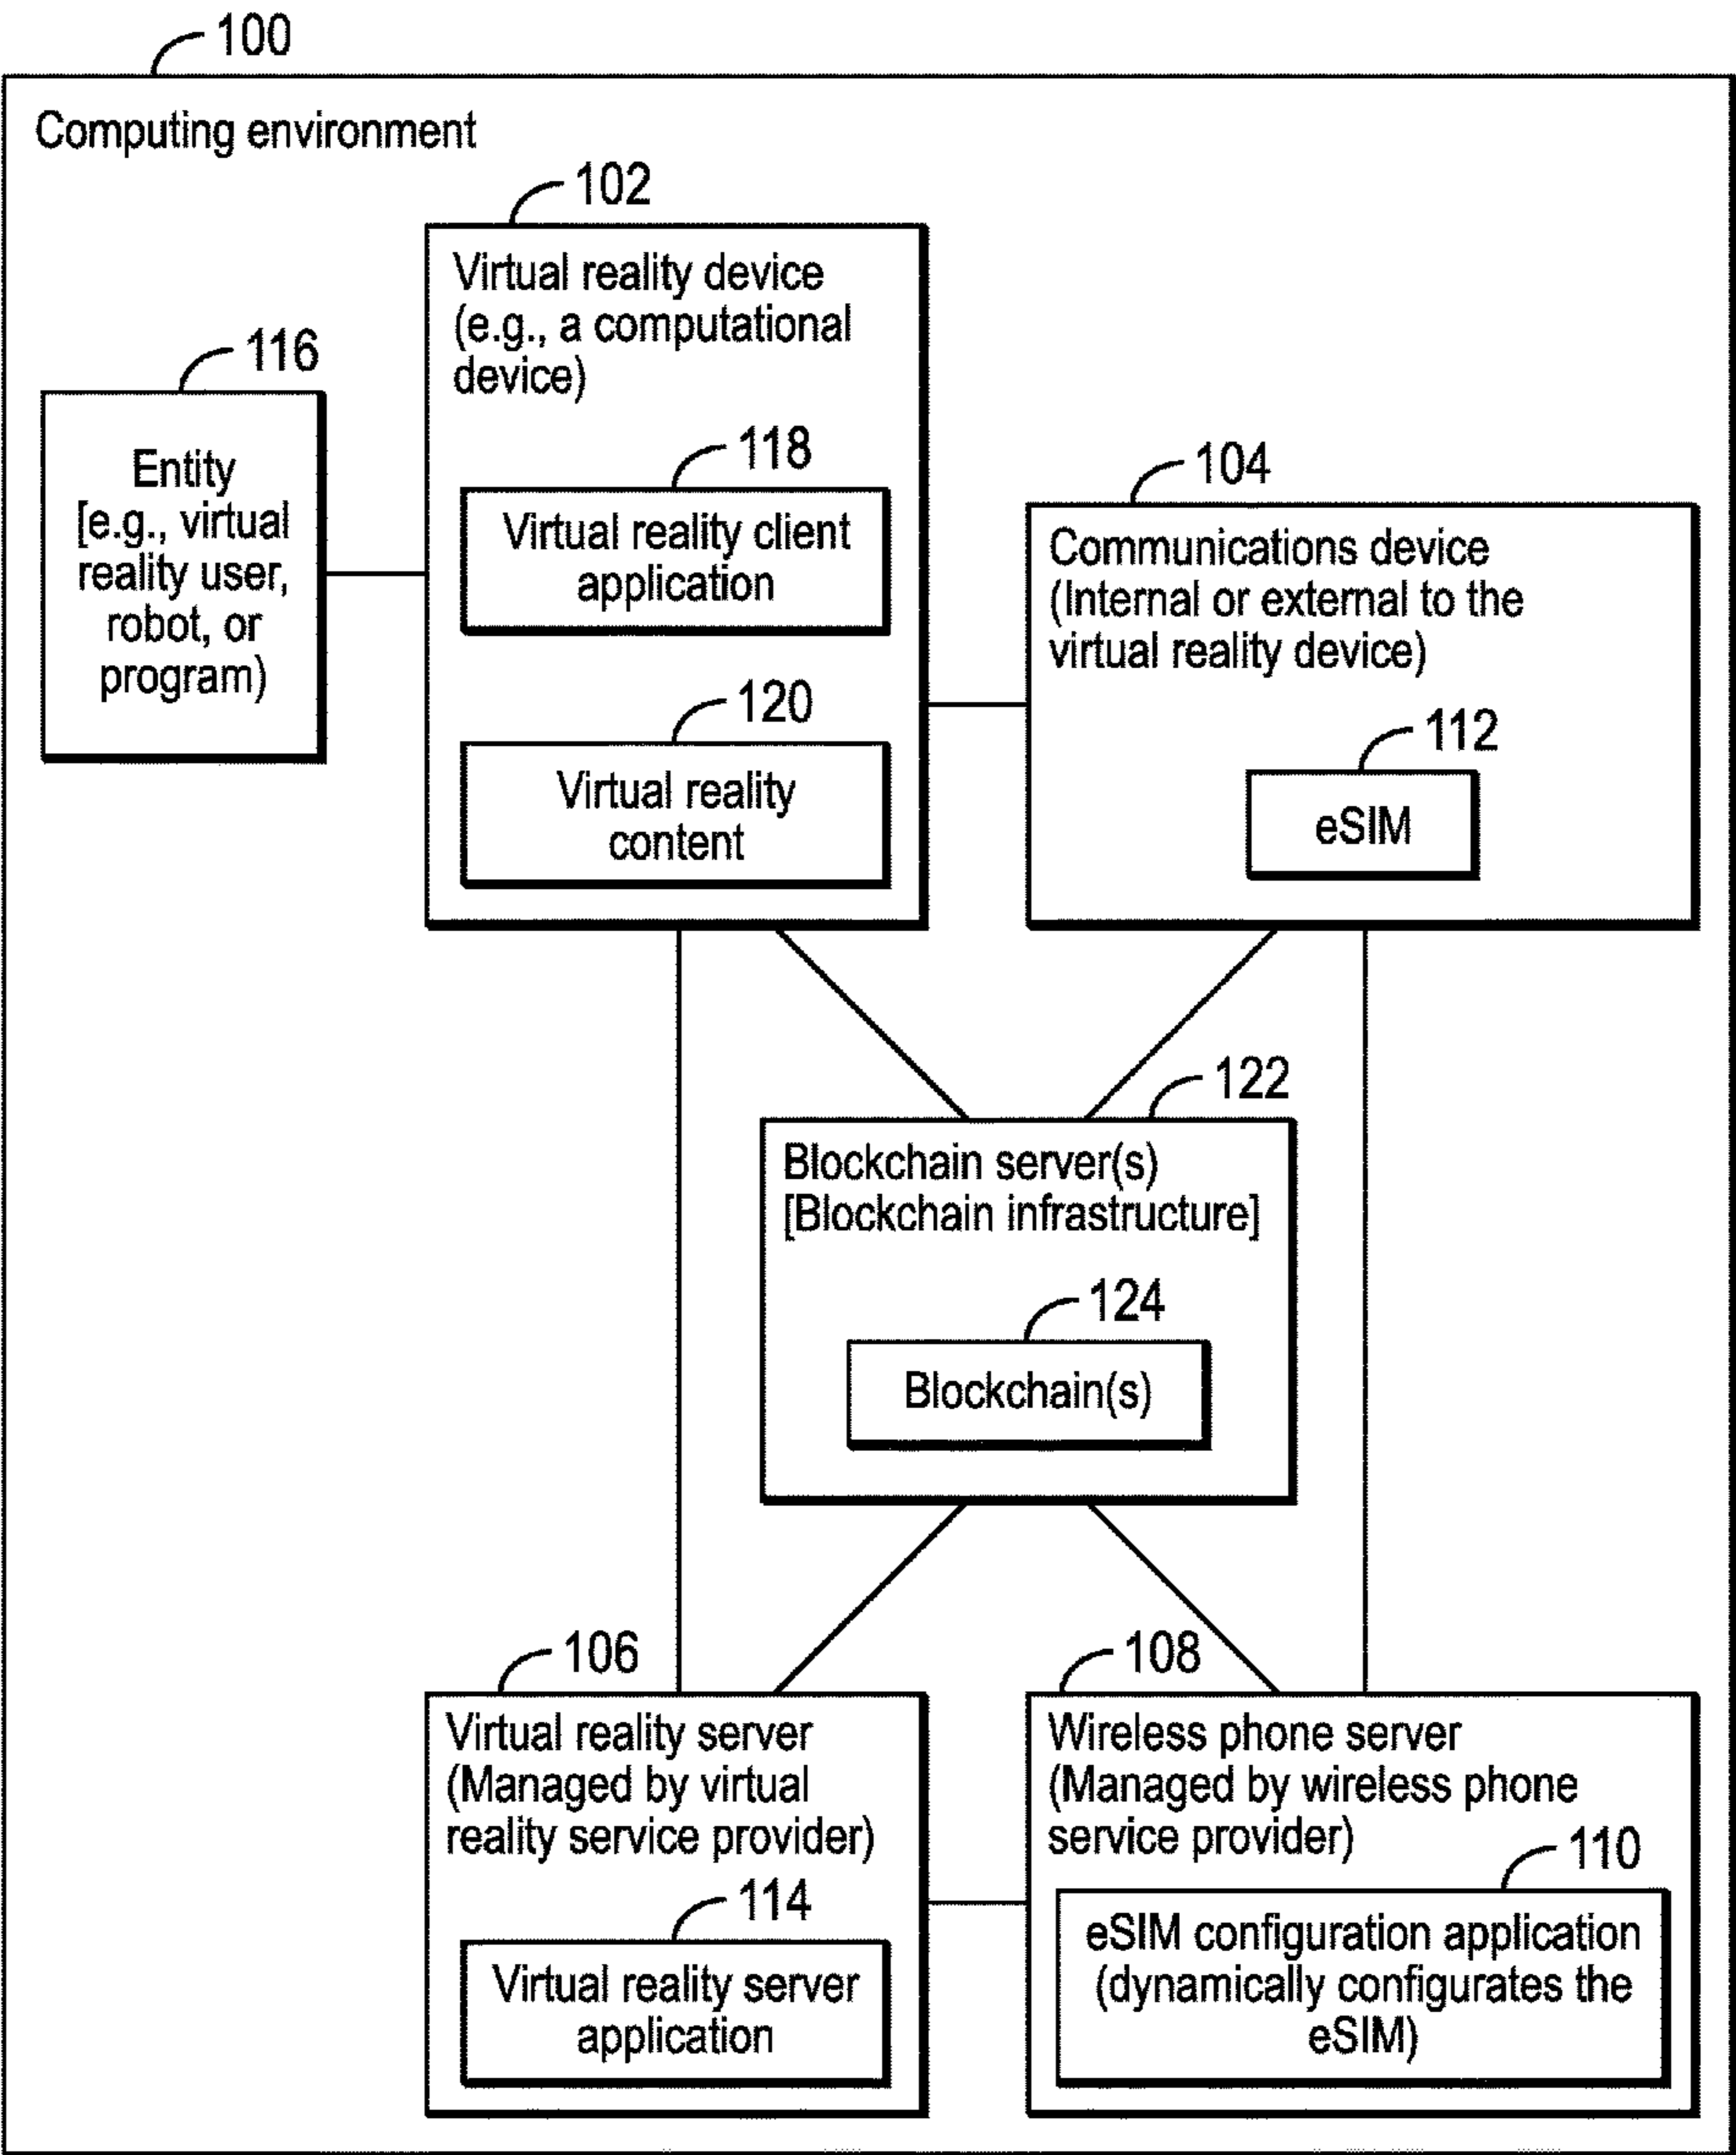 100
Computing environment
102
Virtual reality device
(e.g., a computational
device)
116
Entity
[e.g., virtual
reality user,
robot, or
program)
118
Virtual reality client
application
120
Virtual reality
content
104
Communications device
(Internal or external to the
virtual reality device)
112
eSIM
122
Blockchain server(s)
[Blockchain infrastructure]
124
Blockchain(s)
106
Virtual reality server
(Managed by virtual
reality service provider)
114
Virtual reality server
application
108
Wireless phone server
(Managed by wireless phone
service provider)
110
eSIM configuration application
(dynamically configurates the
eSIM)